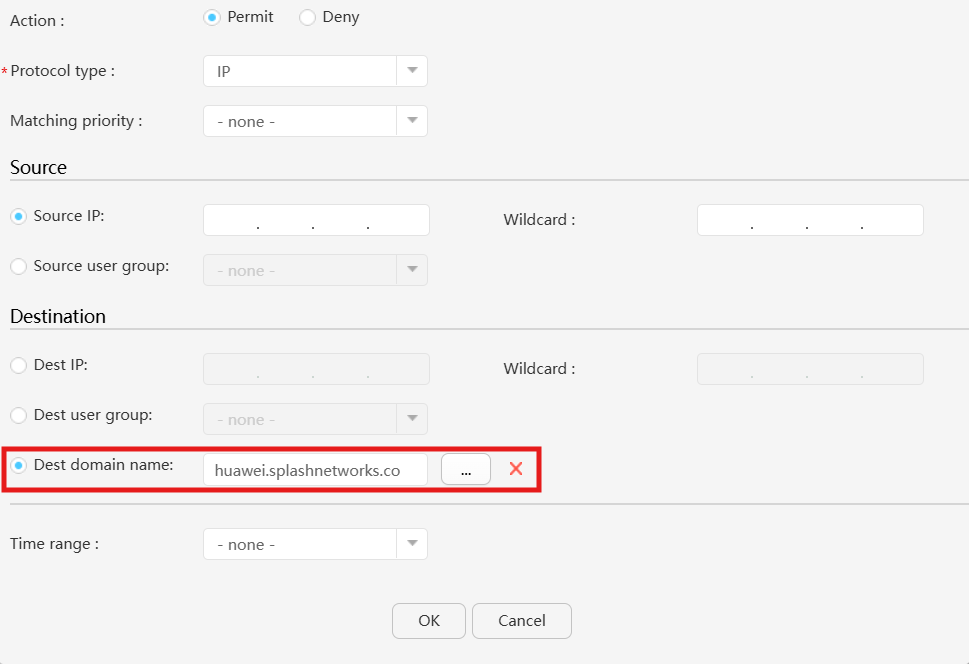 Action :
Permit
Deny
*Protocol type :
IP
Matching priority :
- none -
Source
Source IP:
. . .
Wildcard :
. . .
Source user group:
- none -
Destination
Dest IP:
. . .
Wildcard :
. . .
Dest user group:
- none -
Dest domain name:
huawei.splashnetworks.co
...
Time range :
- none -
OK
Cancel